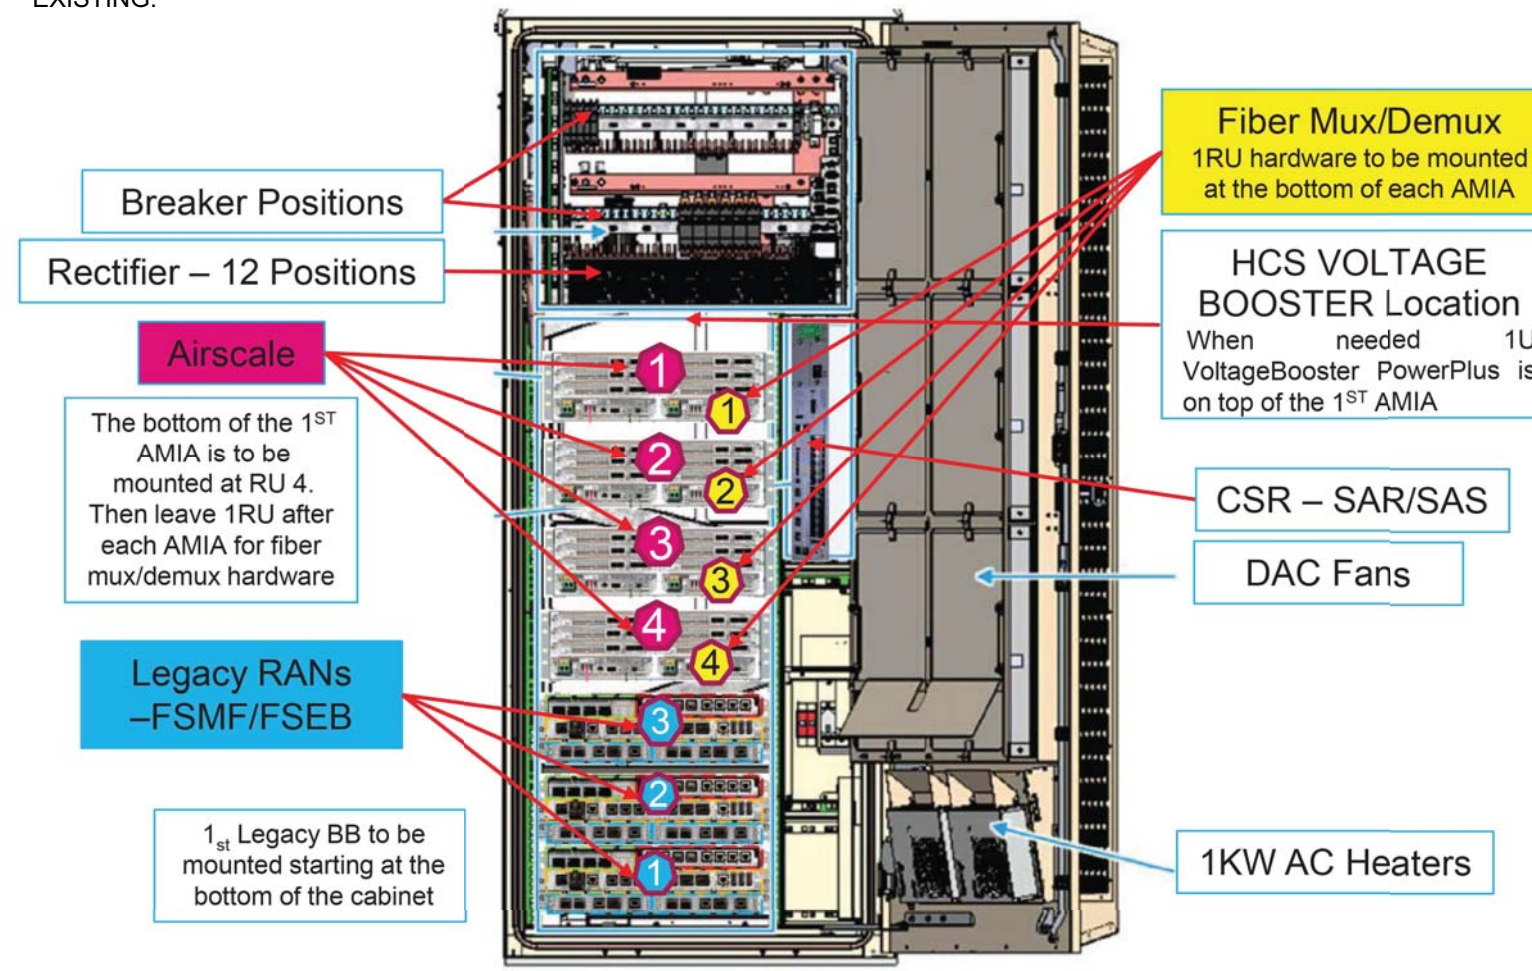 EXISTING:
Breaker Positions
Rectifier – 12 Positions
Airscale
The bottom of the 1ST
AMIA is to be
mounted at RU 4.
Then leave 1RU after
each AMIA for fiber
mux/demux hardware
Legacy RANs
–FSMF/FSEB
1st Legacy BB to be
mounted starting at the
bottom of the cabinet
1
1
2
2
3
3
4
4
3
2
1
Fiber Mux/Demux
1RU hardware to be mounted
at the bottom of each AMIA
HCS VOLTAGE
BOOSTER Location
When needed 1U
VoltageBooster PowerPlus is
on top of the 1ST AMIA
CSR – SAR/SAS
DAC Fans
1KW AC Heaters